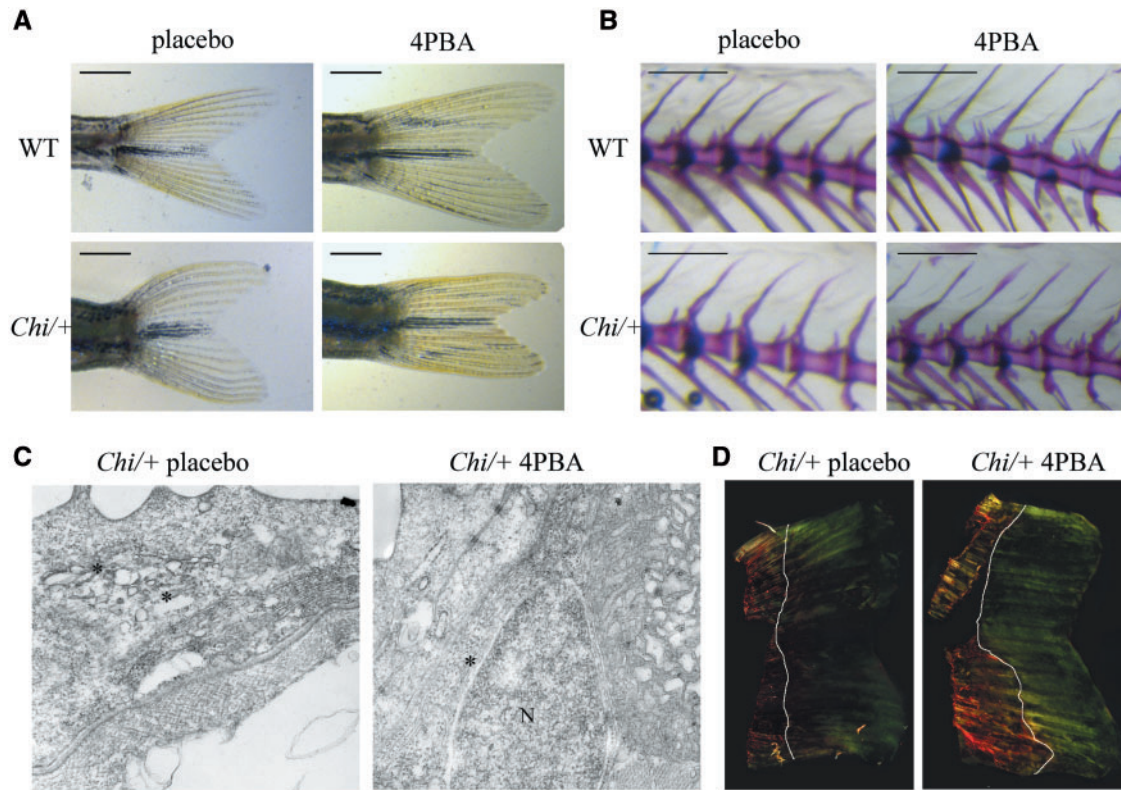 A
placebo
4PBA
WT
Chi/+
B
placebo
4PBA
WT
Chi/+
C
Chi/+ placebo
Chi/+ 4PBA
*
*
*
N
D
Chi/+ placebo
Chi/+ 4PBA